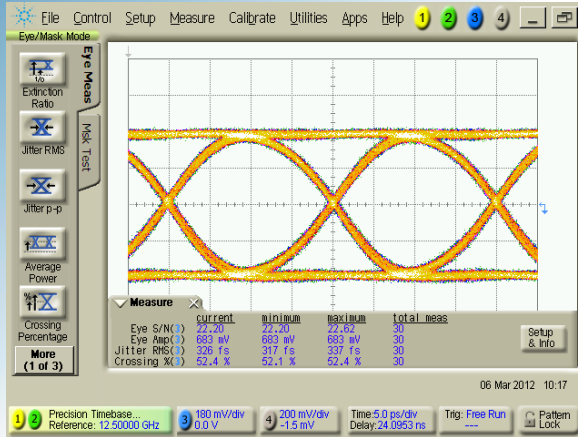 File Control Setup Measure Calibrate Utilities Apps Help 1 2 3 4
Eye/Mask Mode
Eye Meas
Msk Test
1/0
Extinction
Ratio
Jitter RMS
Jitter p-p
Average
Power
%
Crossing
Percentage
More
(1 of 3)
Measure
current minimum maximum total meas
Eye S/N(3) 22.20 22.20 22.62 30
Eye Amp(3) 683 mV 683 mV 683 mV 30
Jitter RMS(3) 326 fs 317 fs 337 fs 30
Crossing %(3) 52.4 % 52.1 % 52.4 % 30
Setup
& Info
06 Mar 2012 10:17
1 2 Precision Timebase...
Reference: 12.50000 GHz
3 180 mV/div
0.0 V
4 200 mV/div
-1.5 mV
Time:5.0 ps/div
Delay:24.0953 ns
Trig: Free Run
---
Pattern
Lock